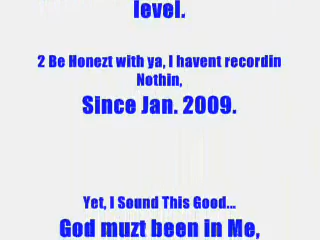 level.
2 Be Honezt with ya, I havent recordin
Nothin,
Since Jan. 2009.
Yet, I Sound This Good...
God muzt been in Me,